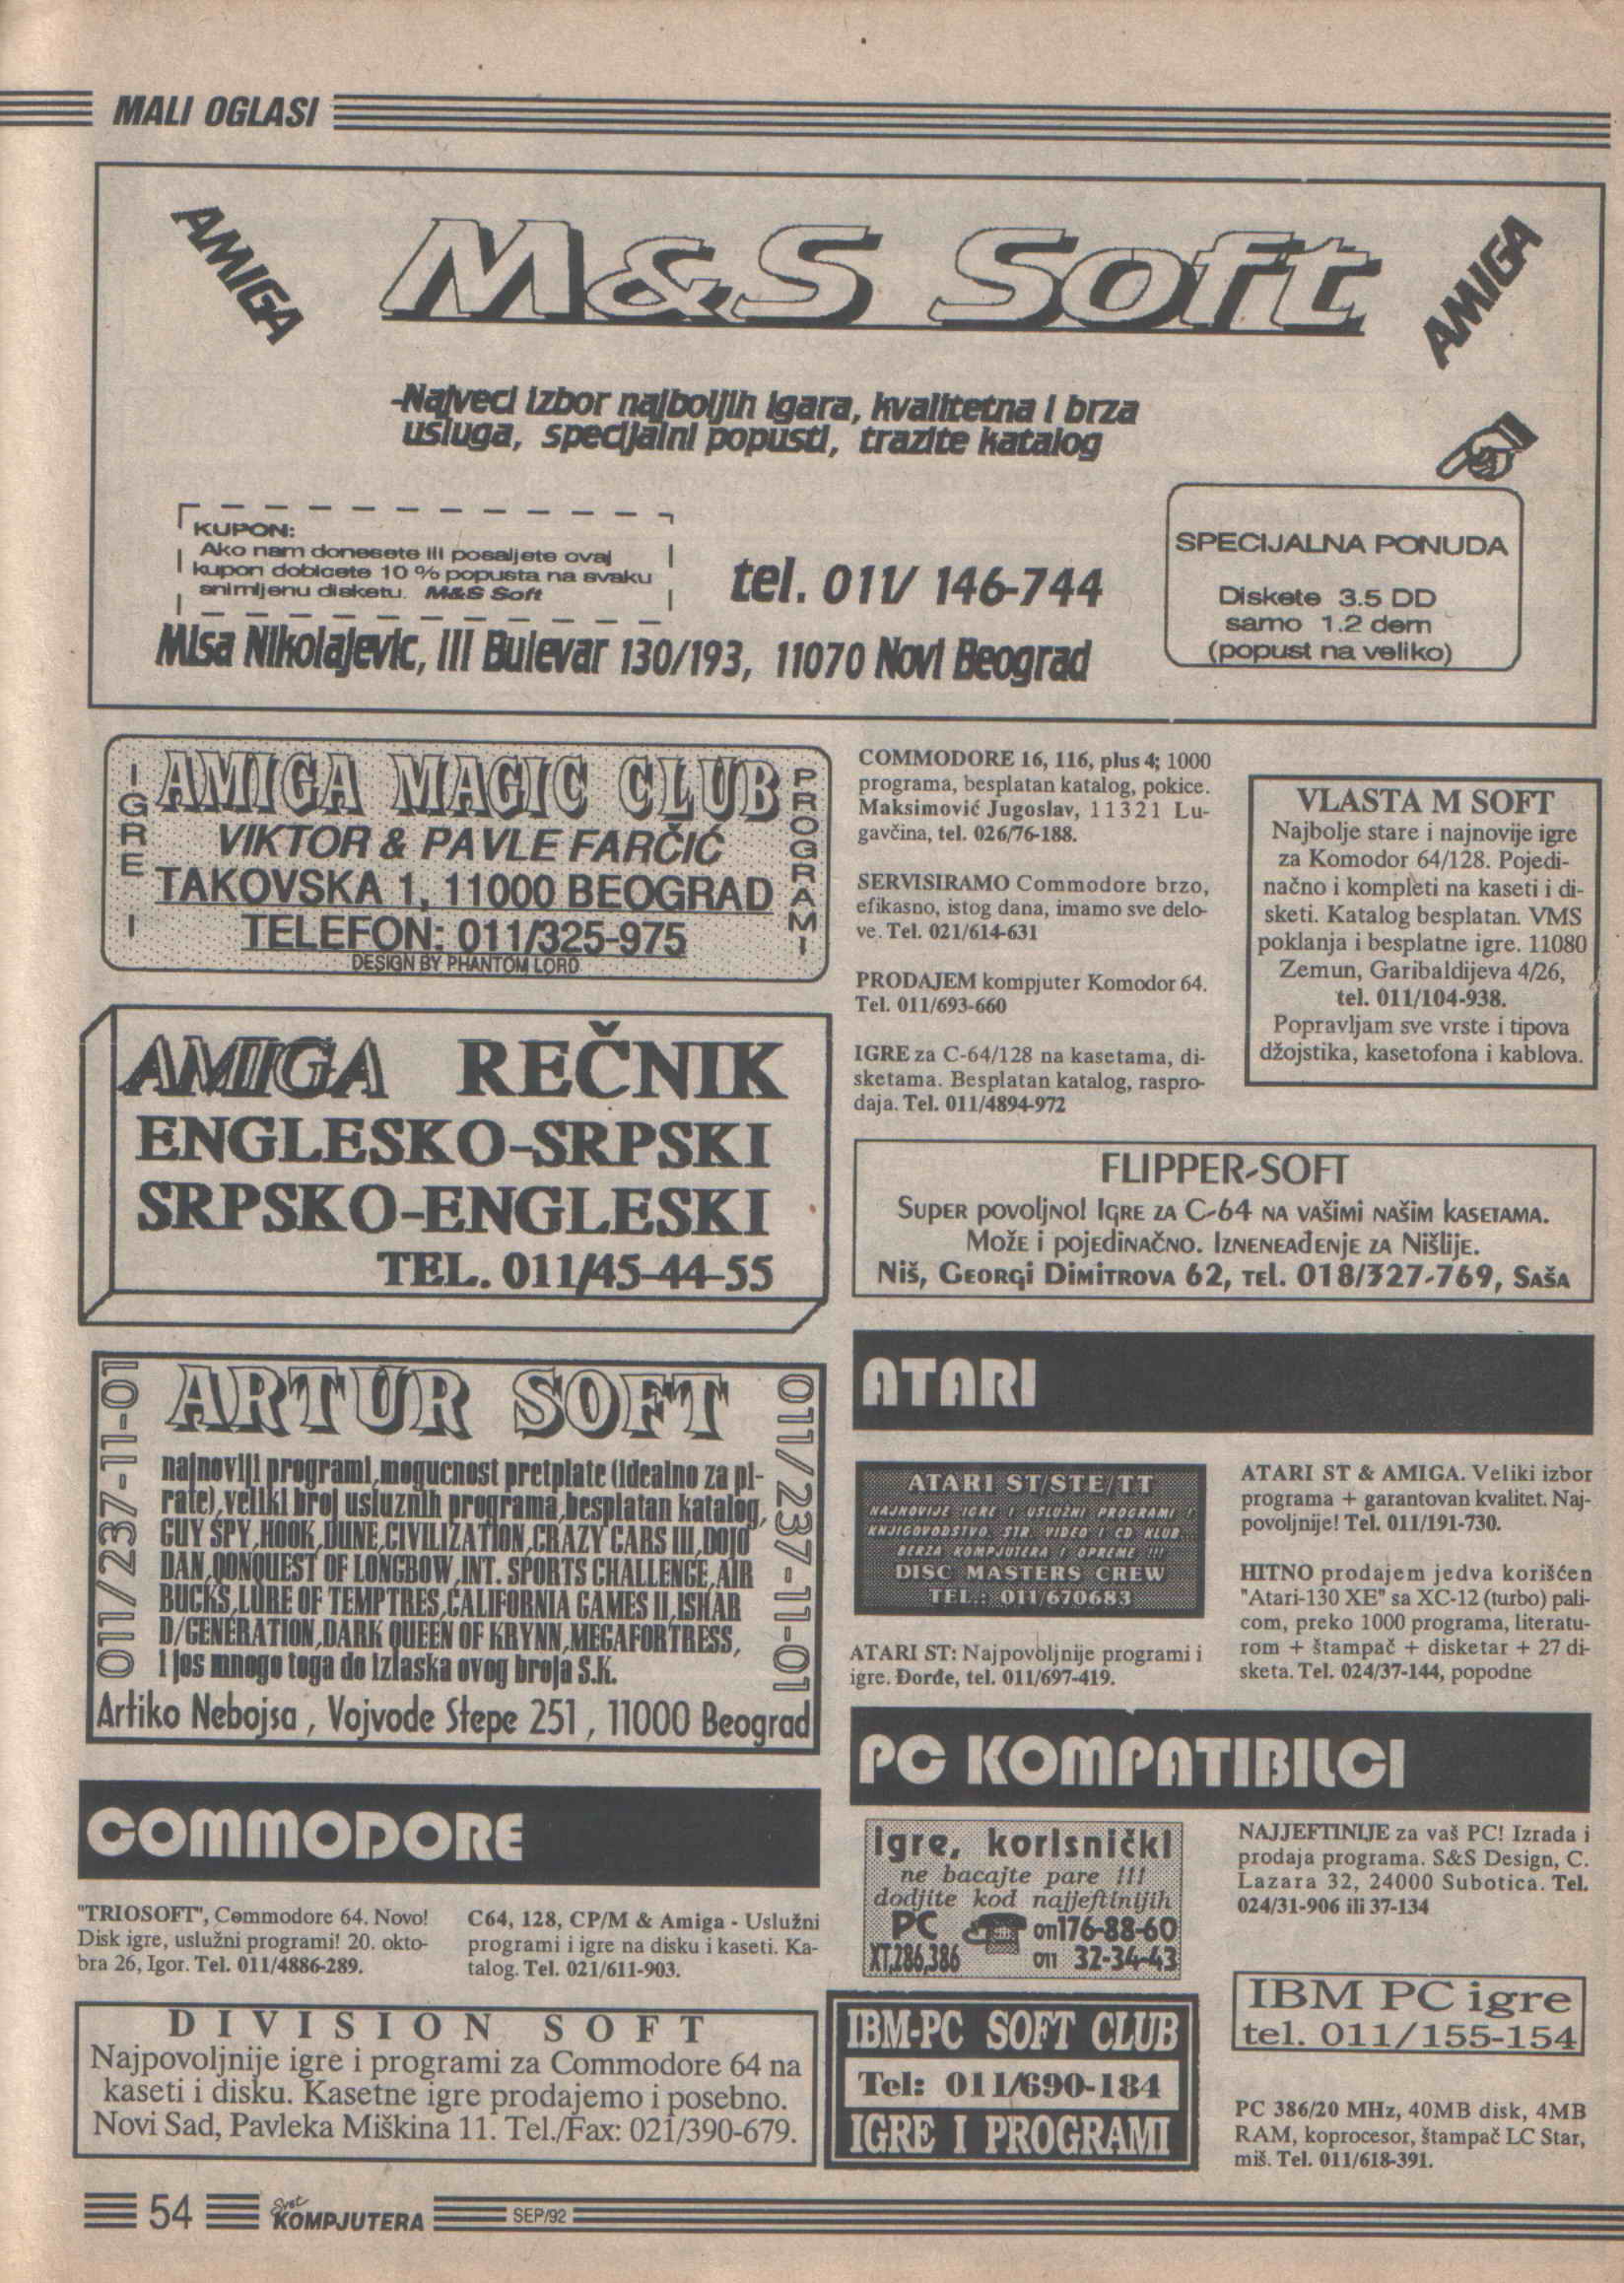 MALI OGLASI
AMIGA
M&S Soft
AMIGA
-Najveci izbor najboljih igara, kvalitetna i brza
usluga, specijalni popusti, trazite katalog
KUPON:
Ako nam donesete ili posaljete ovaj
kupon dobicete 10 % popusta na svaku
snimljenu disketu. M&S Soft
tel. 011/ 146-744
Misa Nikolajevic, III Bulevar 130/193, 11070 Novi Beograd
SPECIJALNA PONUDA
Diskete 3.5 DD
samo 1.2 dem
(popust na veliko)
IGRE I
AMIGA MAGIC CLUB
VIKTOR & PAVLE FARČIĆ
TAKOVSKA 1, 11000 BEOGRAD
TELEFON: 011/325-975
DESIGN BY PHANTOM LORD
PROGRAMI
AMIGA REČNIK
ENGLESKO-SRPSKI
SRPSKO-ENGLESKI
TEL. 011/45-44-55
011/237-11-01
ARTUR SOFT
najnoviji programi,mogucnost pretplate (idealno za pi-
rate),veliki broj usluznih programa,besplatan katalog,
GUY SPY,HOOK,DUNE,CIVILIZATION,CRAZY CARS III,DOJO
DAN,QONQUEST OF LONGBOW,INT. SPORTS CHALLENGE,AIR
BUCKS,LURE OF TEMPTRES,CALIFORNIA GAMES II,ISHAR
D/GENERATION,DARK QUEEN OF KRYNN,MEGAFORTRESS,
i jos mnogo toga do izlaska ovog broja S.K.
Artiko Nebojsa , Vojvode Stepe 251 , 11000 Beograd
011/237-11-01
COMMODORE
"TRIOSOFT", Commodore 64. Novo!
Disk igre, uslužni programi! 20. okto-
bra 26, Igor. Tel. 011/4886-289.
C64, 128, CP/M & Amiga - Uslužni
programi i igre na disku i kaseti. Ka-
talog. Tel. 021/611-903.
DIVISION SOFT
Najpovoljnije igre i programi za Commodore 64 na
kaseti i disku. Kasetne igre prodajemo i posebno.
Novi Sad, Pavleka Miškina 11. Tel./Fax: 021/390-679.
COMMODORE 16, 116, plus 4; 1000
programa, besplatan katalog, pokice.
Maksimović Jugoslav, 11321 Lu-
gavčina, tel. 026/76-188.
SERVISIRAMO Commodore brzo,
efikasno, istog dana, imamo sve delo-
ve. Tel. 021/614-631
PRODAJEM kompjuter Komodor 64.
Tel. 011/693-660
IGRE za C-64/128 na kasetama, di-
sketama. Besplatan katalog, raspro-
daja. Tel. 011/4894-972
VLASTA M SOFT
Najbolje stare i najnovije igre
za Komodor 64/128. Pojedi-
načno i kompleti na kaseti i di-
sketi. Katalog besplatan. VMS
poklanja i besplatne igre. 11080
Zemun, Garibaldijeva 4/26,
tel. 011/104-938.
Popravljam sve vrste i tipova
džojstika, kasetofona i kablova.
FLIPPER-SOFT
Super povoljno! Igre za C-64 na vašimi našim kasetama.
Može i pojedinačno. Izneneađenje za Nišlije.
Niš, Georgi Dimitrova 62, tel. 018/327-769, Saša
ATARI
ATARI ST/STE/TT
NAJNOVIJE IGRE I USLUŽNI PROGRAMI !
KNJIGOVODSTVO, STR. VIDEO I CD KLUB...
BERZA KOMPJUTERA I OPREME !!!
DISC MASTERS CREW
TEL.: 011/670683
ATARI ST: Najpovoljnije programi i
igre. Đorđe, tel. 011/697-419.
ATARI ST & AMIGA. Veliki izbor
programa + garantovan kvalitet. Naj-
povoljnije! Tel. 011/191-730.
HITNO prodajem jedva korišćen
"Atari-130 XE" sa XC-12 (turbo) pali-
com, preko 1000 programa, literatu-
rom + štampač + disketar + 27 di-
sketa. Tel. 024/37-144, popodne
PC KOMPATIBILCI
igre, korisnički
ne bacajte pare !!!
dodjite kod najjeftinijih
PC 011176-88-60
XT,286,386 011 32-34-43
IBM-PC SOFT CLUB
Tel: 011/690-184
IGRE I PROGRAMI
NAJJEFTINIJE za vaš PC! Izrada i
prodaja programa. S&S Design, C.
Lazara 32, 24000 Subotica. Tel.
024/31-906 ili 37-134
IBM PC igre
tel. 011/155-154
PC 386/20 MHz, 40MB disk, 4MB
RAM, koprocesor, štampač LC Star,
miš. Tel. 011/618-391.
54 Svet KOMPJUTERA SEP/92